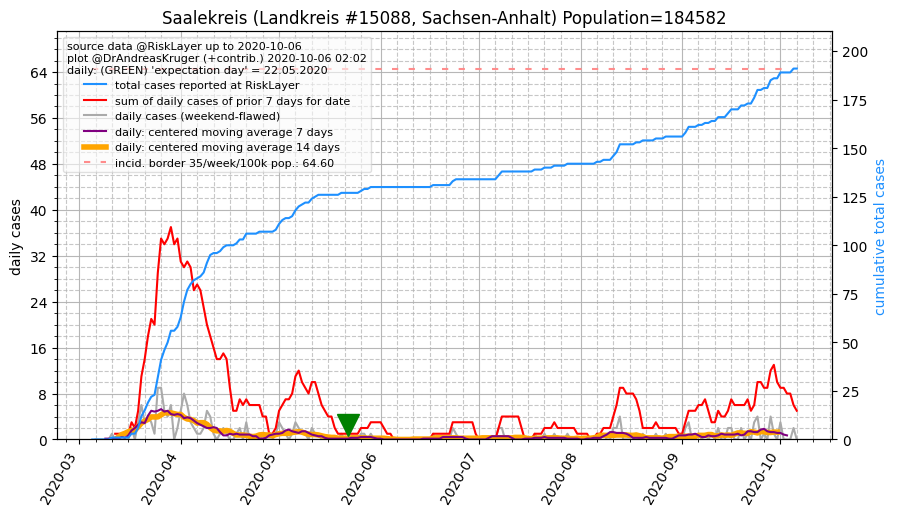 Saalekreis (Landkreis #15088, Sachsen-Anhalt) Population=184582
source data @RiskLayer up to 2020-10-06
plot @DrAndreasKruger (+contrib.) 2020-10-06 02:02
daily: (GREEN) 'expectation day' = 22.05.2020
total cases reported at RiskLayer
sum of daily cases of prior 7 days for date
daily cases (weekend-flawed)
daily: centered moving average 7 days
daily: centered moving average 14 days
incid. border 35/week/100k pop.: 64.60
daily cases
64
56
48
40
32
24
16
8
0
200
175
150
125
100
75
50
25
0
cumulative total cases
2020-03
2020-04
2020-05
2020-06
2020-07
2020-08
2020-09
2020-10